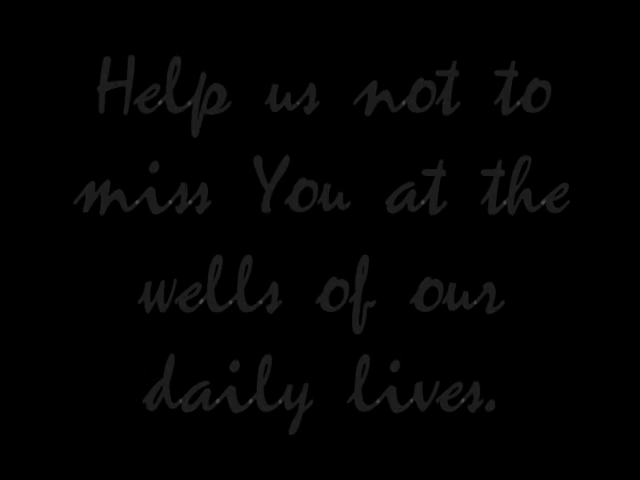 Help us not to
miss You at the
wells of our
daily lives.